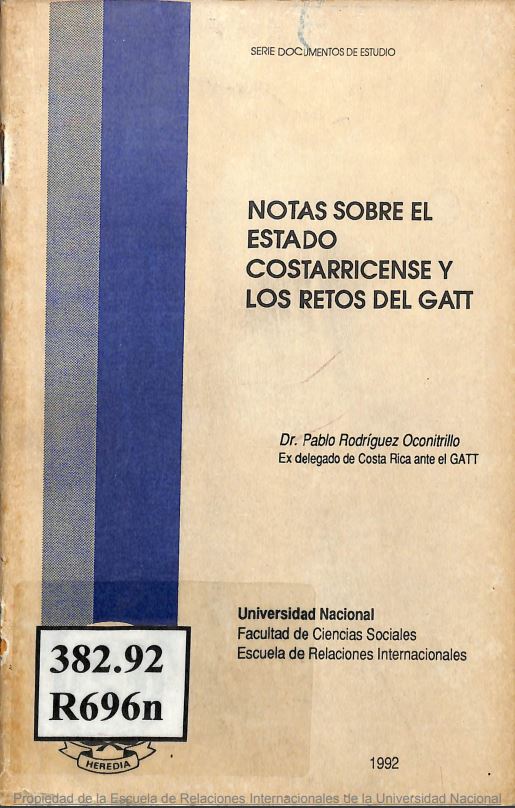 SERIE DOCUMENTOS DE ESTUDIO
NOTAS SOBRE EL
ESTADO
COSTARRICENSE Y
LOS RETOS DEL GATT
Dr. Pablo Rodríguez Oconitrillo
Ex delegado de Costa Rica ante el GATT
Universidad Nacional
Facultad de Ciencias Sociales
Escuela de Relaciones Internacionales
382.92
R696n
HEREDIA
1992
Propiedad de la Escuela de Relaciones Internacionales de la Universidad Nacional